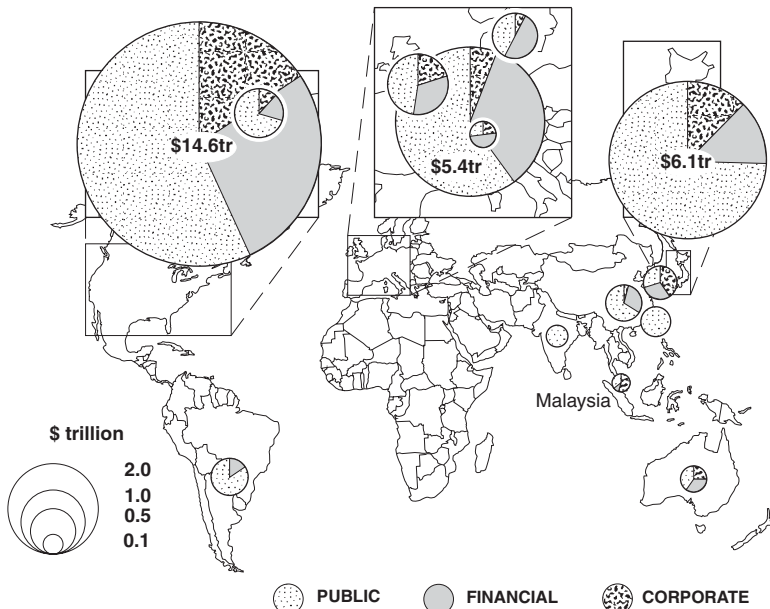 $14.6tr
$5.4tr
$6.1tr
Malaysia
$ trillion
2.0
1.0
0.5
0.1
PUBLIC
FINANCIAL
CORPORATE